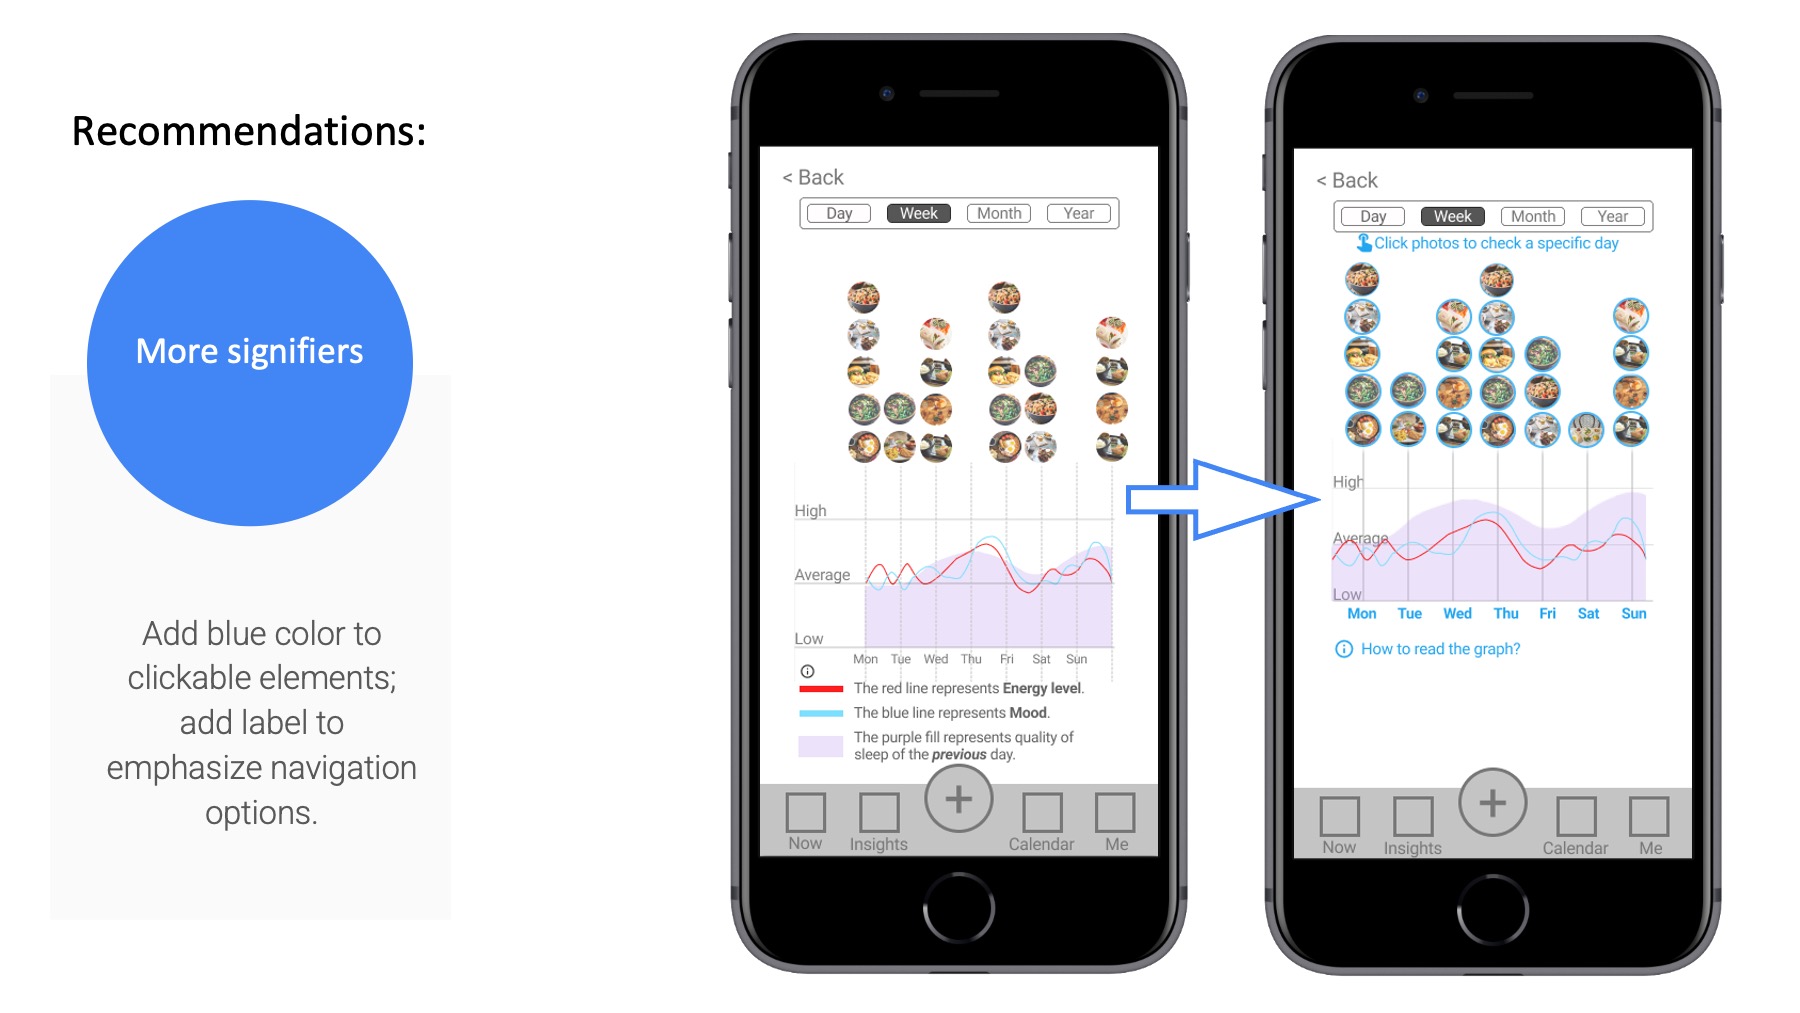 Recommendations:
More signifiers
Add blue color to
clickable elements;
add label to
emphasize navigation
options.
< Back
Day Week Month Year
High
Average
Low
Mon Tue Wed Thu Fri Sat Sun
The red line represents Energy level.
The blue line represents Mood.
The purple fill represents quality of
sleep of the previous day.
+
Now Insights Calendar Me
< Back
Day Week Month Year
Click photos to check a specific day
High
Average
Low
Mon Tue Wed Thu Fri Sat Sun
How to read the graph?
+
Now Insights Calendar Me